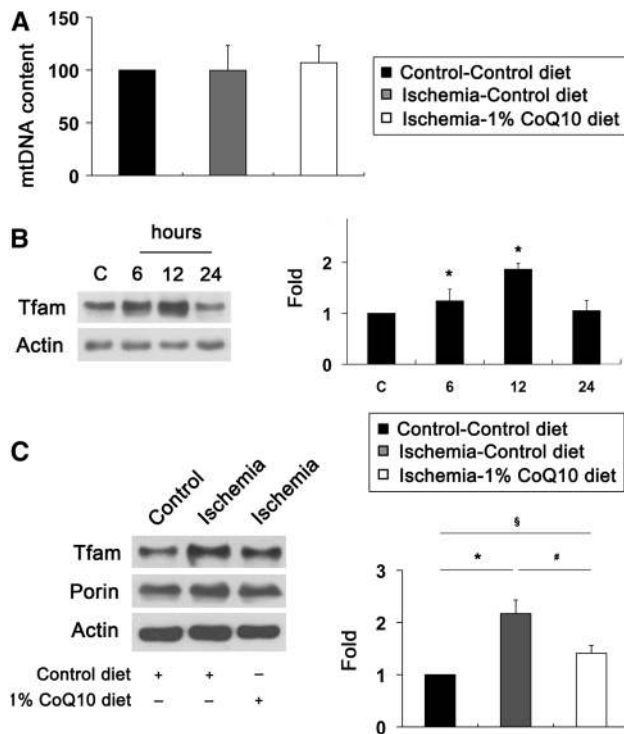 A
mtDNA content
150
100
50
0
Control-Control diet
Ischemia-Control diet
Ischemia-1% CoQ10 diet
B
hours
C 6 12 24
Tfam
Actin
Fold
2
1
0
* *
C 6 12 24
Control-Control diet
Ischemia-Control diet
Ischemia-1% CoQ10 diet
C
Control Ischemia Ischemia
Tfam
Porin
Actin
Control diet + + –
1% CoQ10 diet – – +
Fold
3
2
1
0
§
* #